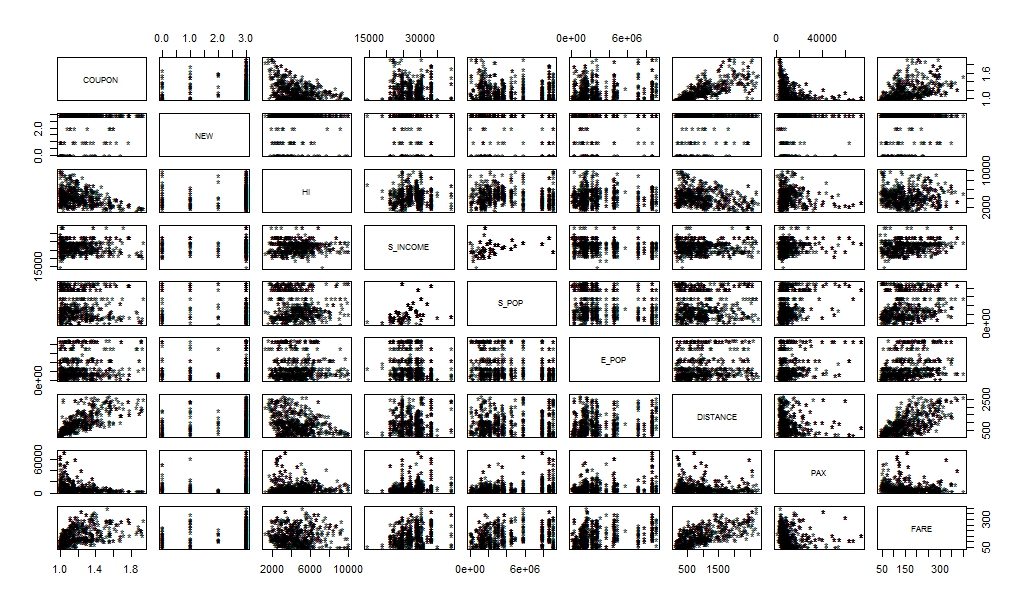 0.0 1.0 2.0 3.0 15000 30000 0e+00 6e+06 0 40000
COUPON 1.0 1.6
0.0 2.0 NEW
HI 2000 10000
15000 S_INCOME
S_POP 0e+00
0e+00 E_POP
DISTANCE 500 2500
0 60000 PAX
FARE 50 300
1.0 1.4 1.8 2000 6000 10000 0e+00 6e+06 500 1500 50 150 300